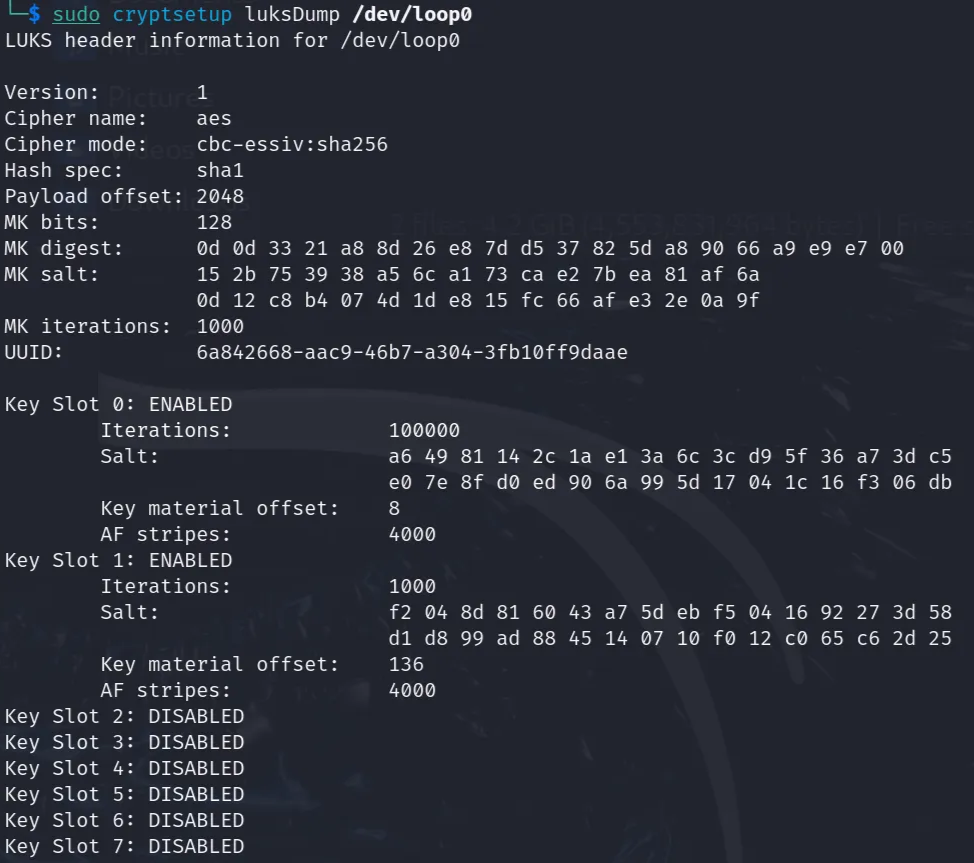 └─$ sudo cryptsetup luksDump /dev/loop0
LUKS header information for /dev/loop0
Version: 1
Cipher name: aes
Cipher mode: cbc-essiv:sha256
Hash spec: sha1
Payload offset: 2048
MK bits: 128
MK digest: 0d 0d 33 21 a8 8d 26 e8 7d d5 37 82 5d a8 90 66 a9 e9 e7 00
MK salt: 15 2b 75 39 38 a5 6c a1 73 ca e2 7b ea 81 af 6a
0d 12 c8 b4 07 4d 1d e8 15 fc 66 af e3 2e 0a 9f
MK iterations: 1000
UUID: 6a842668-aac9-46b7-a304-3fb10ff9daae
Key Slot 0: ENABLED
Iterations: 100000
Salt: a6 49 81 14 2c 1a e1 3a 6c 3c d9 5f 36 a7 3d c5
e0 7e 8f d0 ed 90 6a 99 5d 17 04 1c 16 f3 06 db
Key material offset: 8
AF stripes: 4000
Key Slot 1: ENABLED
Iterations: 1000
Salt: f2 04 8d 81 60 43 a7 5d eb f5 04 16 92 27 3d 58
d1 d8 99 ad 88 45 14 07 10 f0 12 c0 65 c6 2d 25
Key material offset: 136
AF stripes: 4000
Key Slot 2: DISABLED
Key Slot 3: DISABLED
Key Slot 4: DISABLED
Key Slot 5: DISABLED
Key Slot 6: DISABLED
Key Slot 7: DISABLED